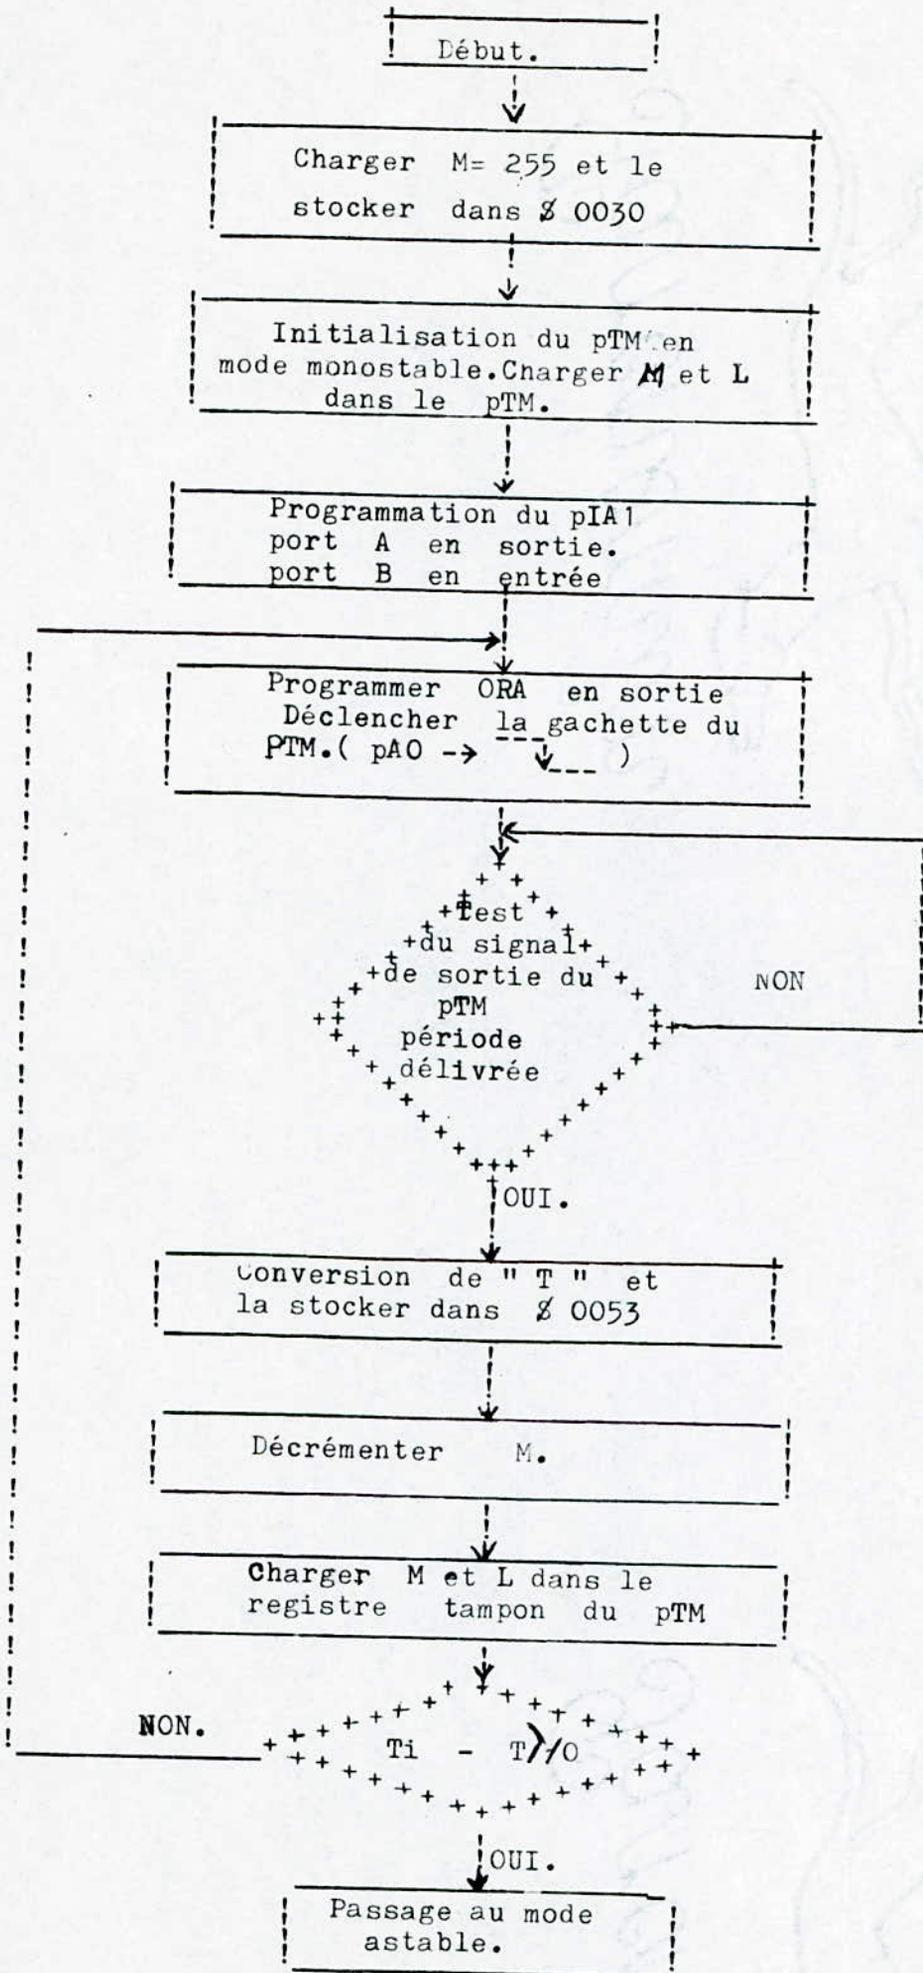 Début.
Charger M= 255 et le
stocker dans $ 0030
Initialisation du pTM en
mode monostable.Charger M et L
dans le pTM.
Programmation du pIA1
port A en sortie.
port B en entrée
Programmer ORA en sortie
Déclencher la gachette du
PTM.( pA0 --> )
Test
du signal
de sortie du
pTM
période
délivrée
NON
OUI.
Conversion de " T " et
la stocker dans $ 0053
Décrémenter M.
Charger M et L dans le
registre tampon du pTM
NON.
Ti - T
OUI.
Passage au mode
astable.